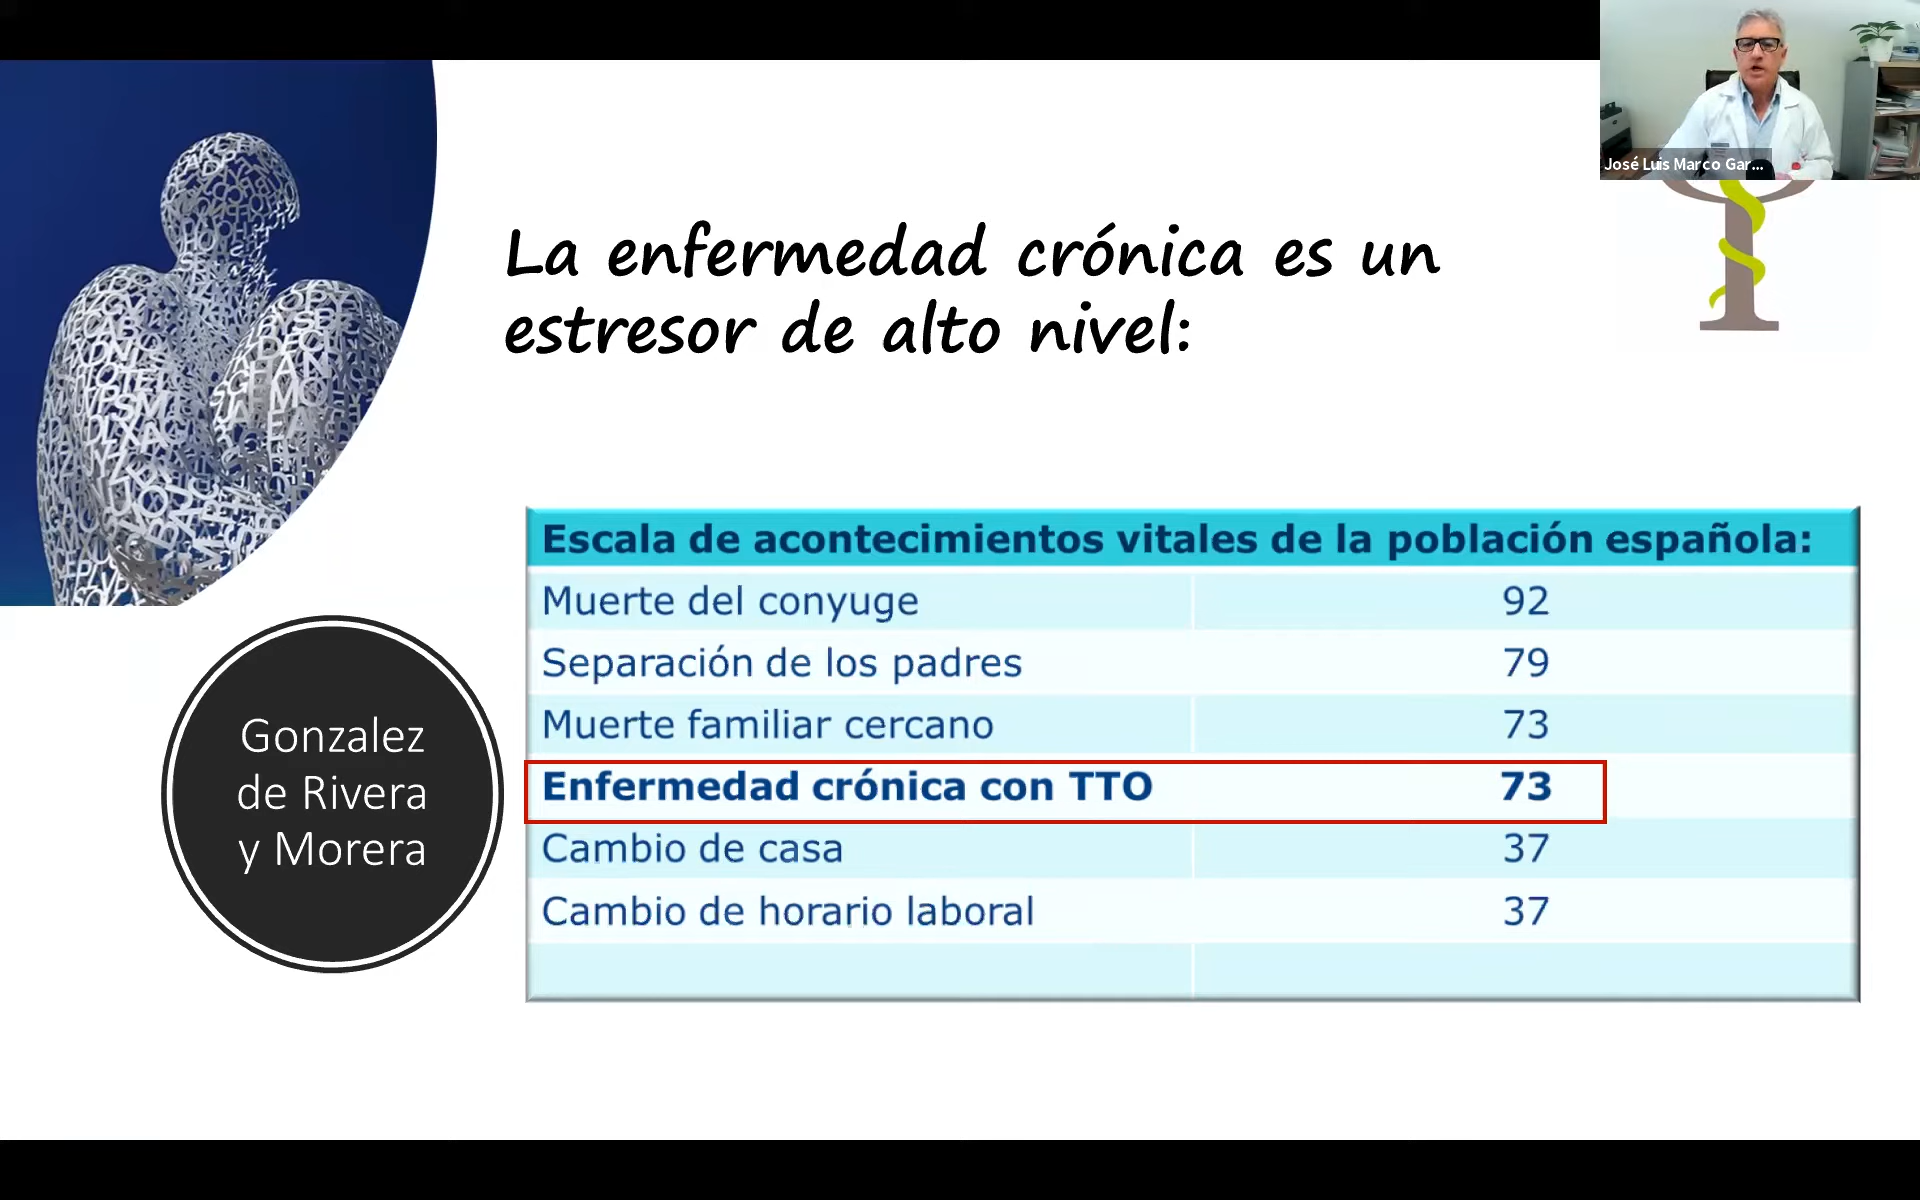 José Luis Marco Gar...
La enfermedad crónica es un
estresor de alto nivel:
Escala de acontecimientos vitales de la población española:
Muerte del conyuge 92
Separación de los padres 79
Muerte familiar cercano 73
Enfermedad crónica con TTO 73
Cambio de casa 37
Cambio de horario laboral 37
Gonzalez
de Rivera
y Morera